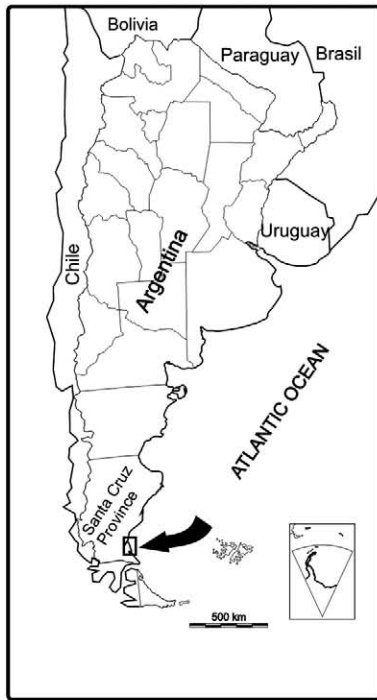 Bolivia
Paraguay
Brasil
Uruguay
Chile
Argentina
ATLANTIC OCEAN
Santa Cruz
Province
500 km